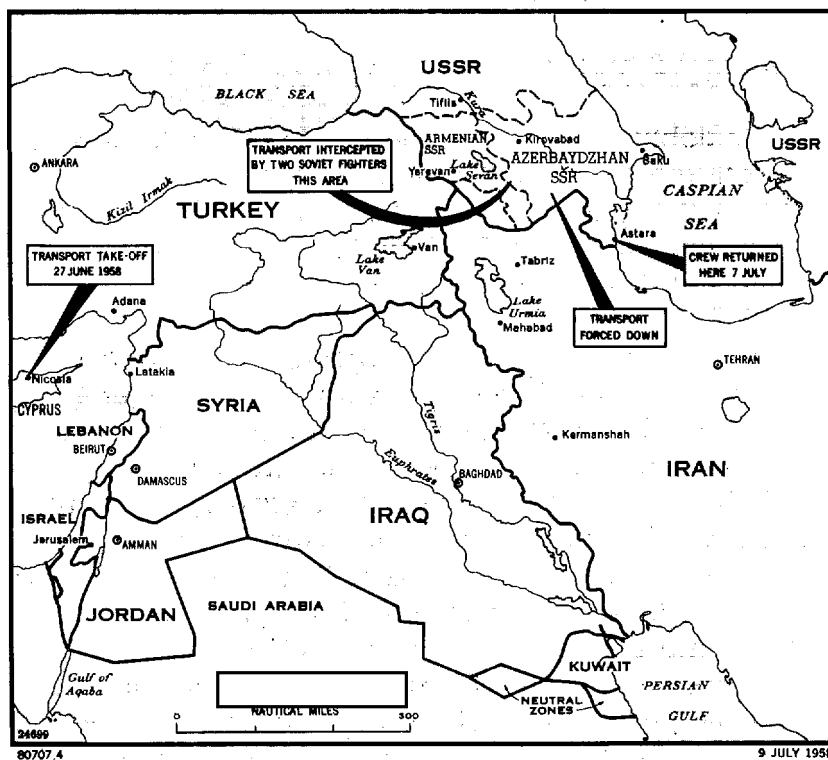 USSR
BLACK SEA
Tiflis
Kura
ARMENIAN
SSR
Kirovabad
USSR
TRANSPORT INTERCEPTED
BY TWO SOVIET FIGHTERS
THIS AREA
ANKARA
Kizil Irmak
Yerevan
Lake
Sevan
AZERBAYDZHAN
SSR
Baku
CASPIAN
SEA
TURKEY
Astara
TRANSPORT TAKE-OFF
27 JUNE 1958
Lake
Van
Van
Tabriz
CREW RETURNED
HERE 7 JULY
Adana
Lake
Urmia
Mehabad
TRANSPORT
FORCED DOWN
TEHRAN
Nicosia
CYPRUS
Latakia
SYRIA
LEBANON
BEIRUT
Tigris
Kermanshah
DAMASCUS
Euphrates
BAGHDAD
IRAN
ISRAEL
Jerusalem
AMMAN
IRAQ
JORDAN
SAUDI ARABIA
KUWAIT
Gulf of
Aqaba
NEUTRAL
ZONES
PERSIAN
GULF
NAUTICAL MILES
0 300
24699
80707.4
9 JULY 1958